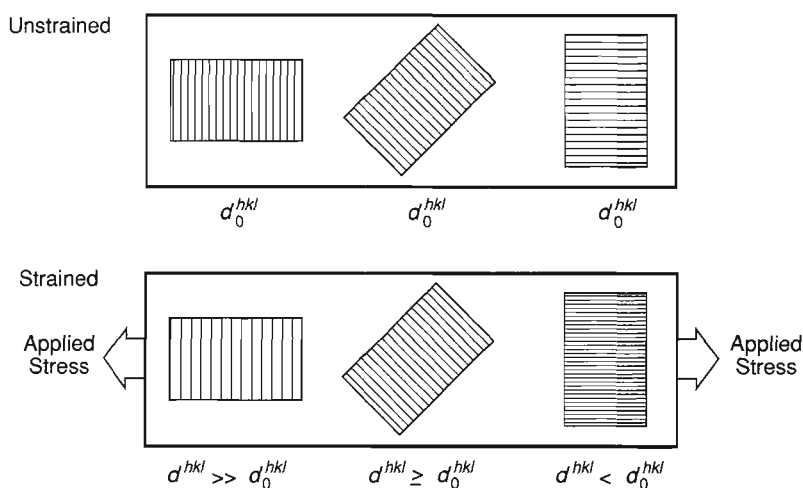 Unstrained
d₀ʰᵏˡ d₀ʰᵏˡ d₀ʰᵏˡ
Strained
Applied
Stress
Applied
Stress
dʰᵏˡ >> d₀ʰᵏˡ dʰᵏˡ ≥ d₀ʰᵏˡ dʰᵏˡ < d₀ʰᵏˡ